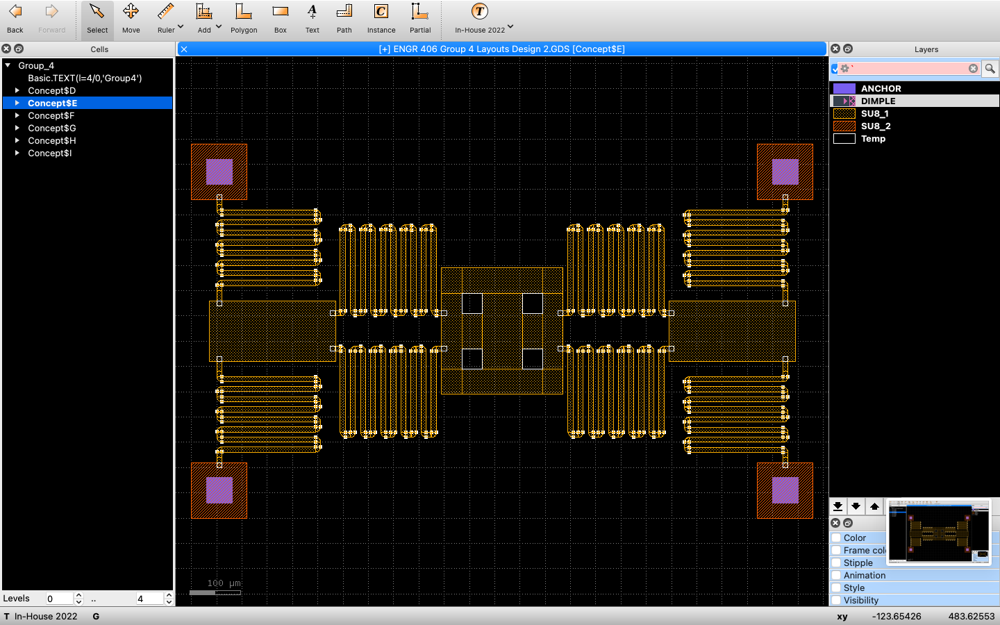 Back
Forward
Select
Move
Ruler
Add
Polygon
Box
Text
Path
Instance
Partial
In-House 2022
Cells
[+] ENGR 406 Group 4 Layouts Design 2.GDS [Concept$E]
Layers
Group_4
Basic.TEXT(l=4/0,'Group4')
Concept$D
Concept$E
Concept$F
Concept$G
Concept$H
Concept$I
`
ANCHOR
DIMPLE
SU8_1
SU8_2
Temp
100 µm
Color
Frame colo
Stipple
Animation
Style
Visibility
Levels 0 .. 4
T In-House 2022 G
xy -123.65426 483.62553